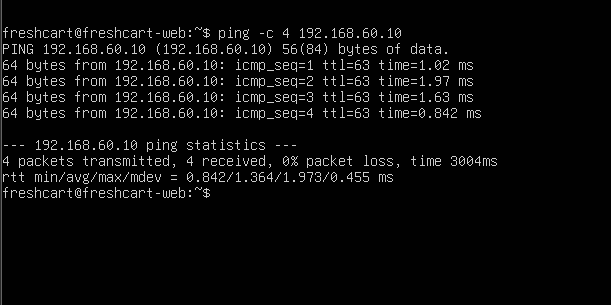 freshcart@freshcart-web:~$ ping -c 4 192.168.60.10
PING 192.168.60.10 (192.168.60.10) 56(84) bytes of data.
64 bytes from 192.168.60.10: icmp_seq=1 ttl=63 time=1.02 ms
64 bytes from 192.168.60.10: icmp_seq=2 ttl=63 time=1.97 ms
64 bytes from 192.168.60.10: icmp_seq=3 ttl=63 time=1.63 ms
64 bytes from 192.168.60.10: icmp_seq=4 ttl=63 time=0.842 ms

--- 192.168.60.10 ping statistics ---
4 packets transmitted, 4 received, 0% packet loss, time 3004ms
rtt min/avg/max/mdev = 0.842/1.364/1.973/0.455 ms
freshcart@freshcart-web:~$